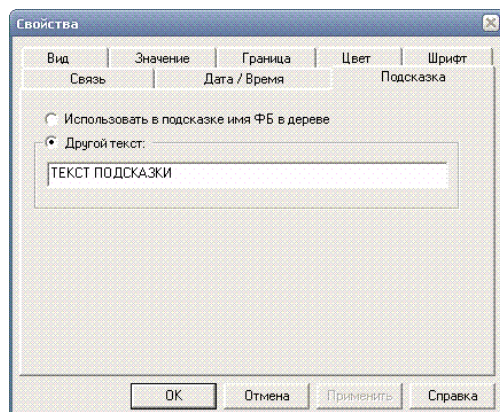 Свойства
Вид Значение Граница Цвет Шрифт
Связь Дата / Время Подсказка
Использовать в подсказке имя ФБ в дереве
Другой текст:
ТЕКСТ ПОДСКАЗКИ
OK Отмена Применить Справка